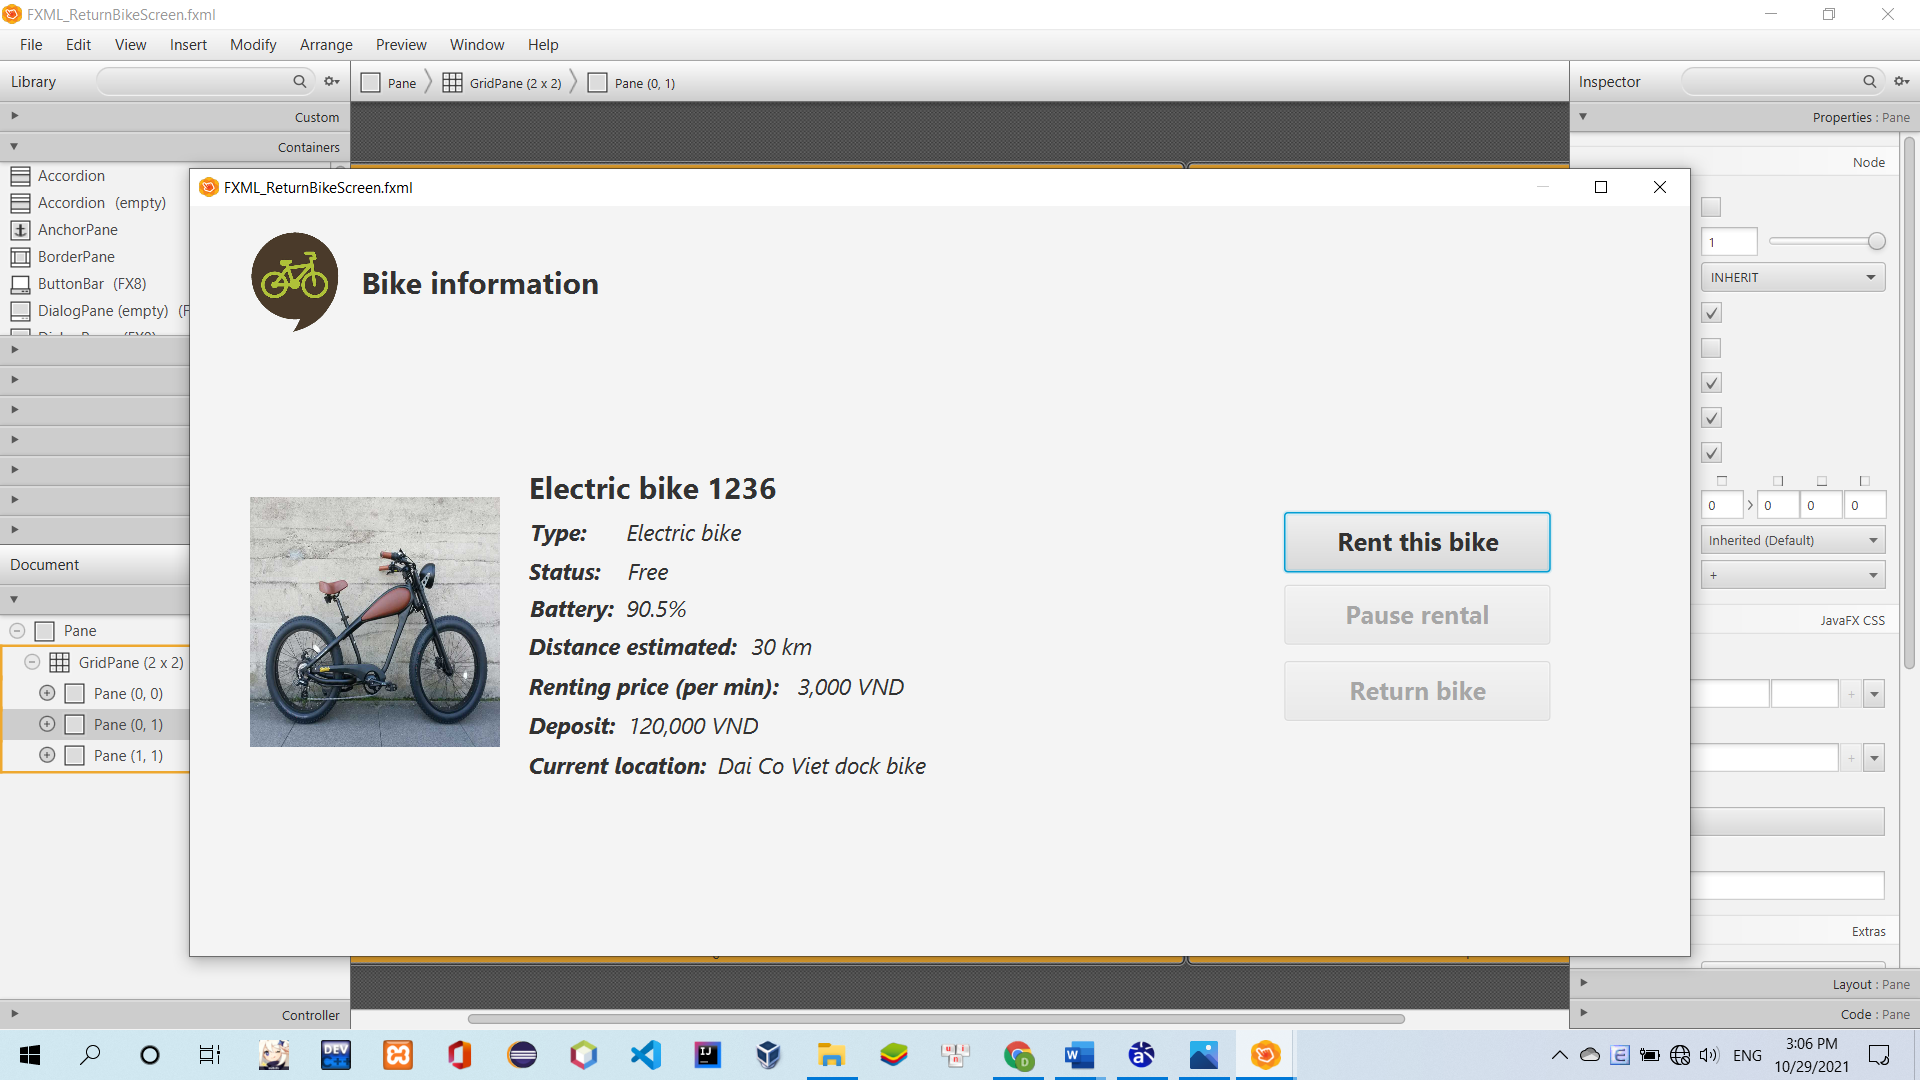 FXML_ReturnBikeScreen.fxml
File Edit View Insert Modify Arrange Preview Window Help
Library
Pane GridPane (2 x 2) Pane (0, 1)
Inspector
Custom
Properties : Pane
Containers
Accordion
Accordion (empty)
AnchorPane
BorderPane
ButtonBar (FX8)
DialogPane (empty) (F
Node
1
INHERIT
0 0 0 0
Inherited (Default)
+
JavaFX CSS
+
+
Extras
Layout : Pane
Code : Pane
FXML_ReturnBikeScreen.fxml
Bike information
Electric bike 1236
Type: Electric bike
Status: Free
Battery: 90.5%
Distance estimated: 30 km
Renting price (per min): 3,000 VND
Deposit: 120,000 VND
Current location: Dai Co Viet dock bike
Rent this bike
Pause rental
Return bike
Document
Pane
GridPane (2 x 2)
Pane (0, 0)
Pane (0, 1)
Pane (1, 1)
Controller
DEV C++
IJ
W
ENG
3:06 PM
10/29/2021